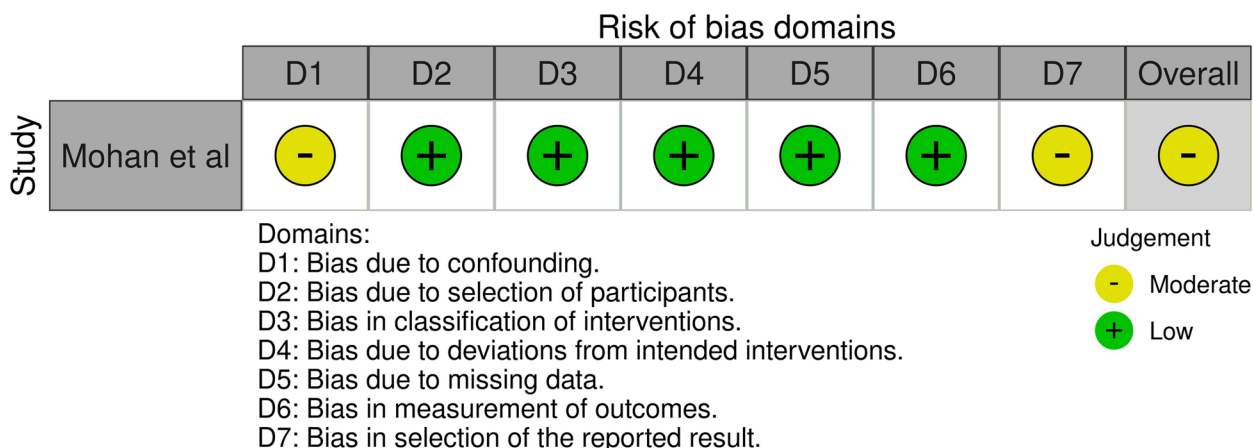 Risk of bias domains
D1 D2 D3 D4 D5 D6 D7 Overall
Study
Mohan et al - + + + + + - -
Domains:
D1: Bias due to confounding.
D2: Bias due to selection of participants.
D3: Bias in classification of interventions.
D4: Bias due to deviations from intended interventions.
D5: Bias due to missing data.
D6: Bias in measurement of outcomes.
D7: Bias in selection of the reported result.
Judgement
- Moderate
+ Low